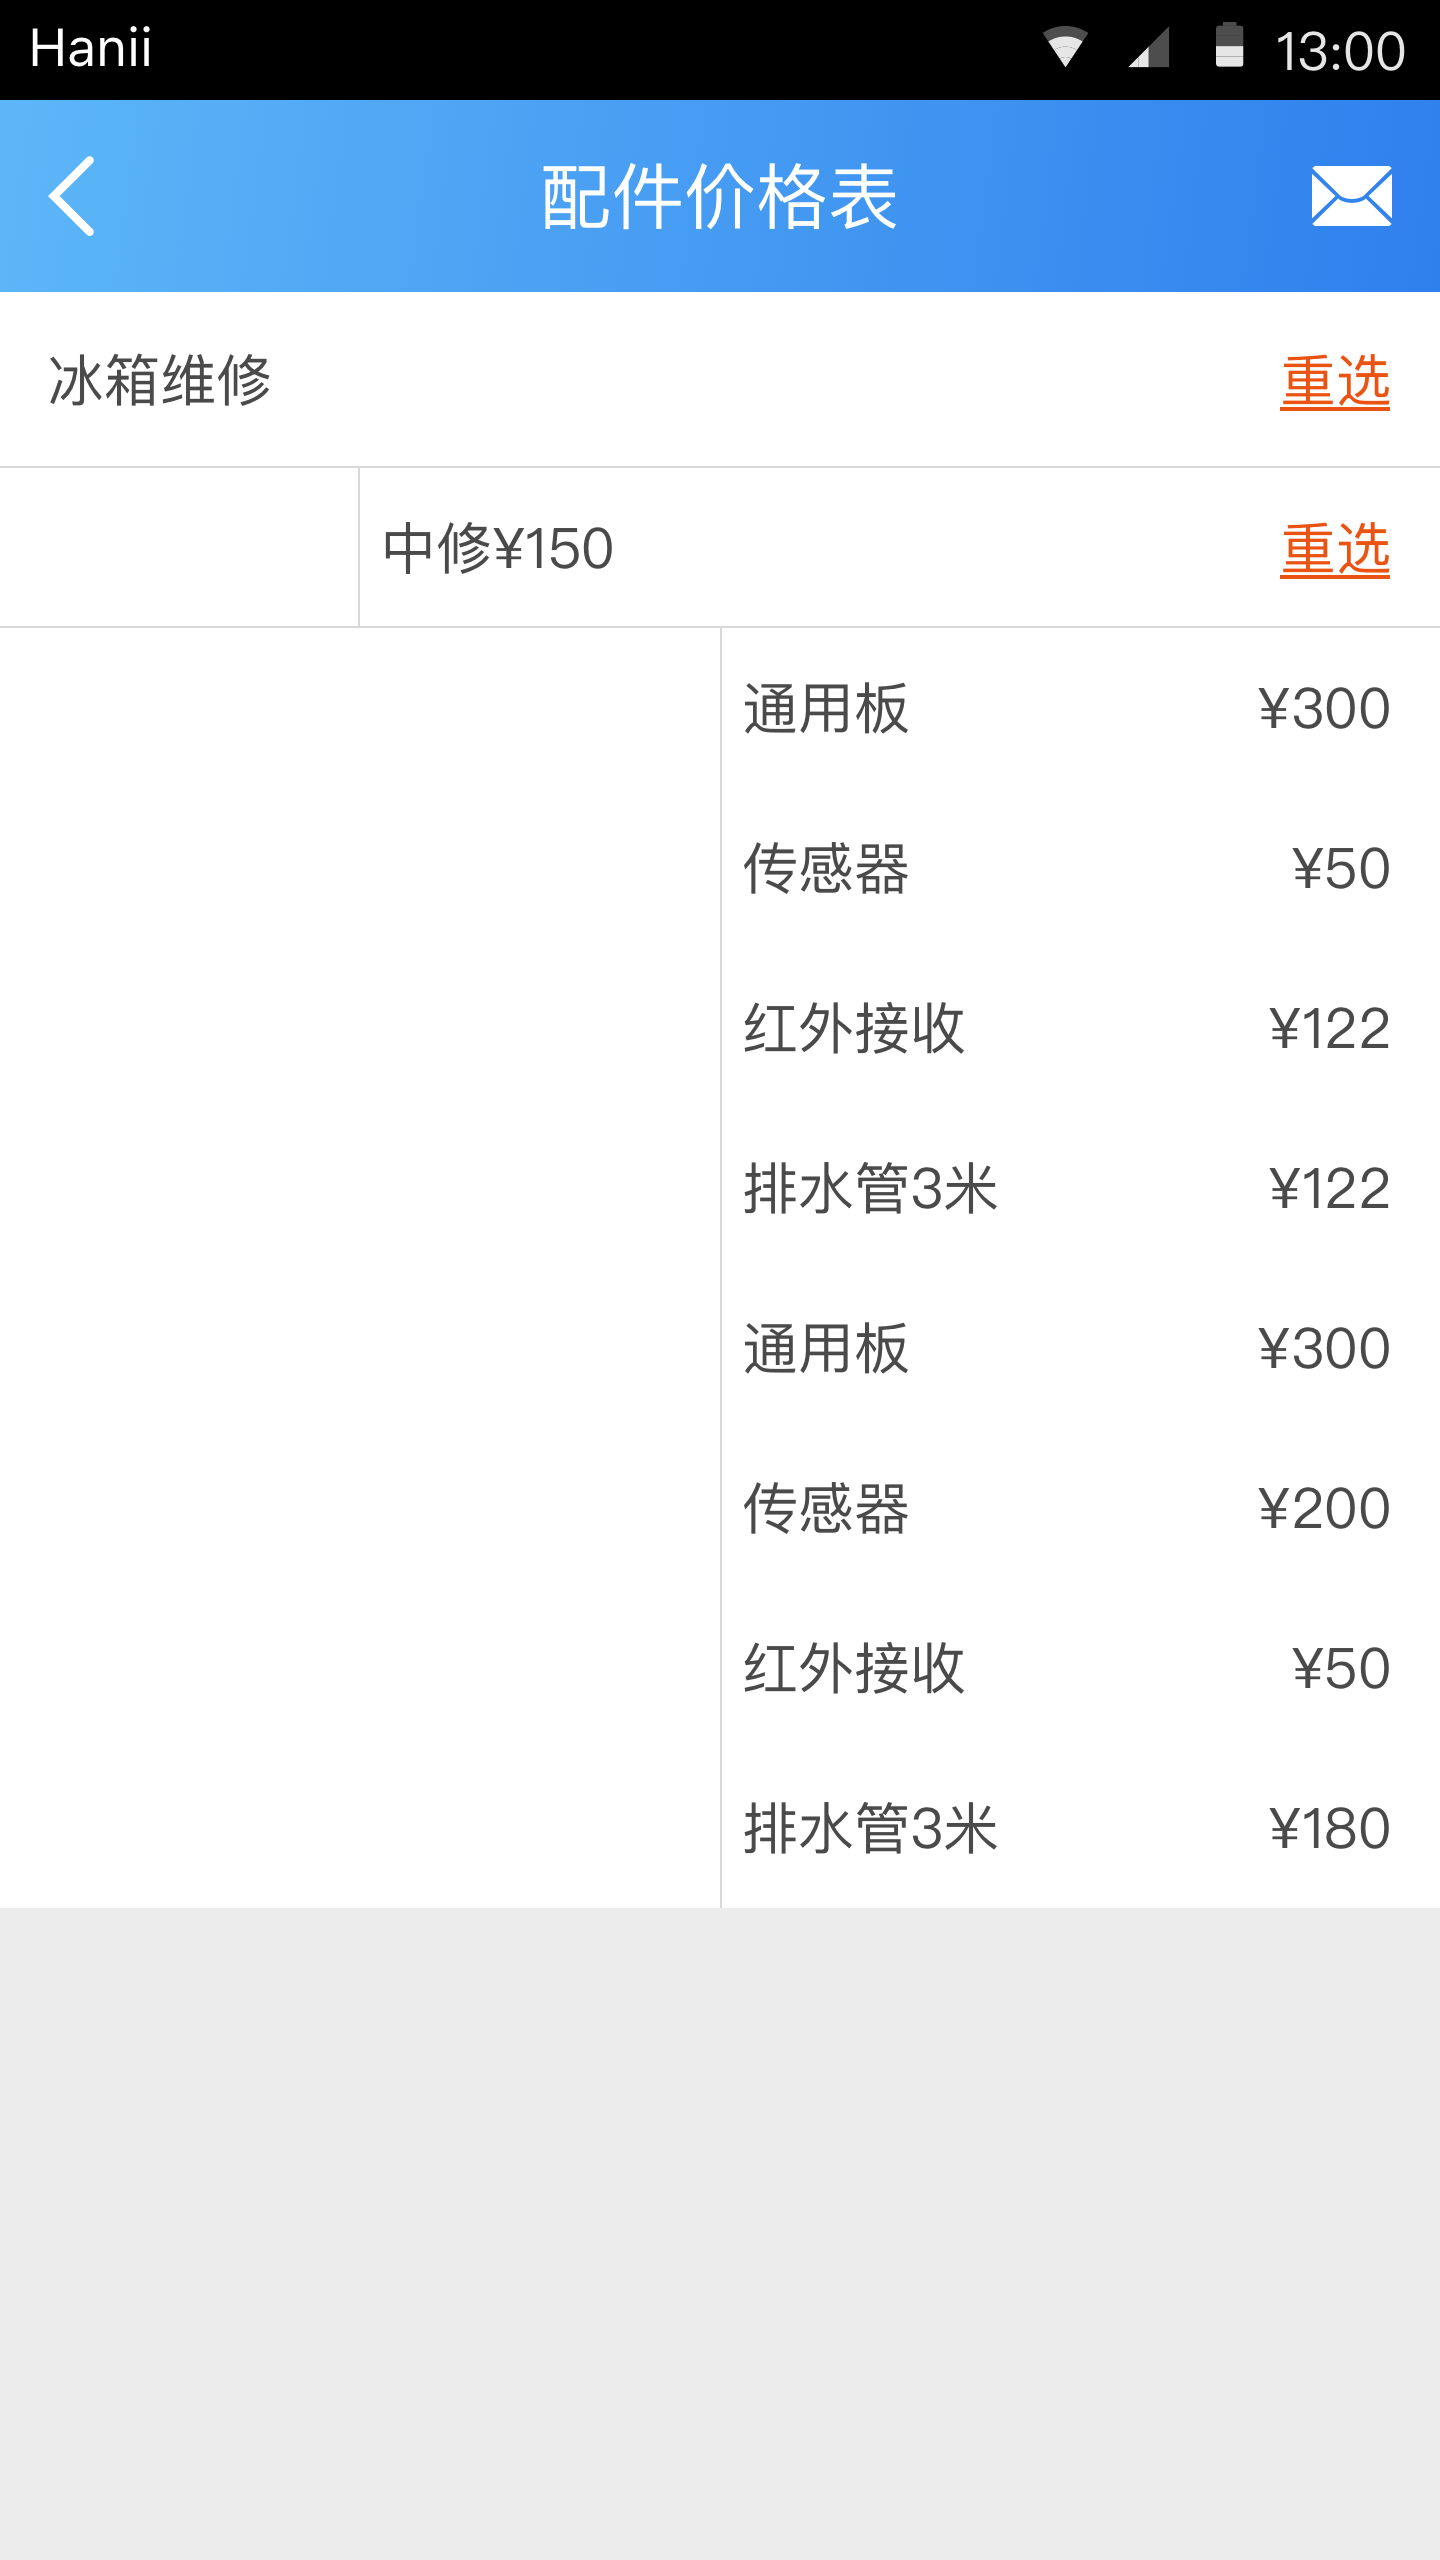 Hanii 13:00
配件价格表
冰箱维修 重选
中修¥150 重选
通用板 ¥300
传感器 ¥50
红外接收 ¥122
排水管3米 ¥122
通用板 ¥300
传感器 ¥200
红外接收 ¥50
排水管3米 ¥180